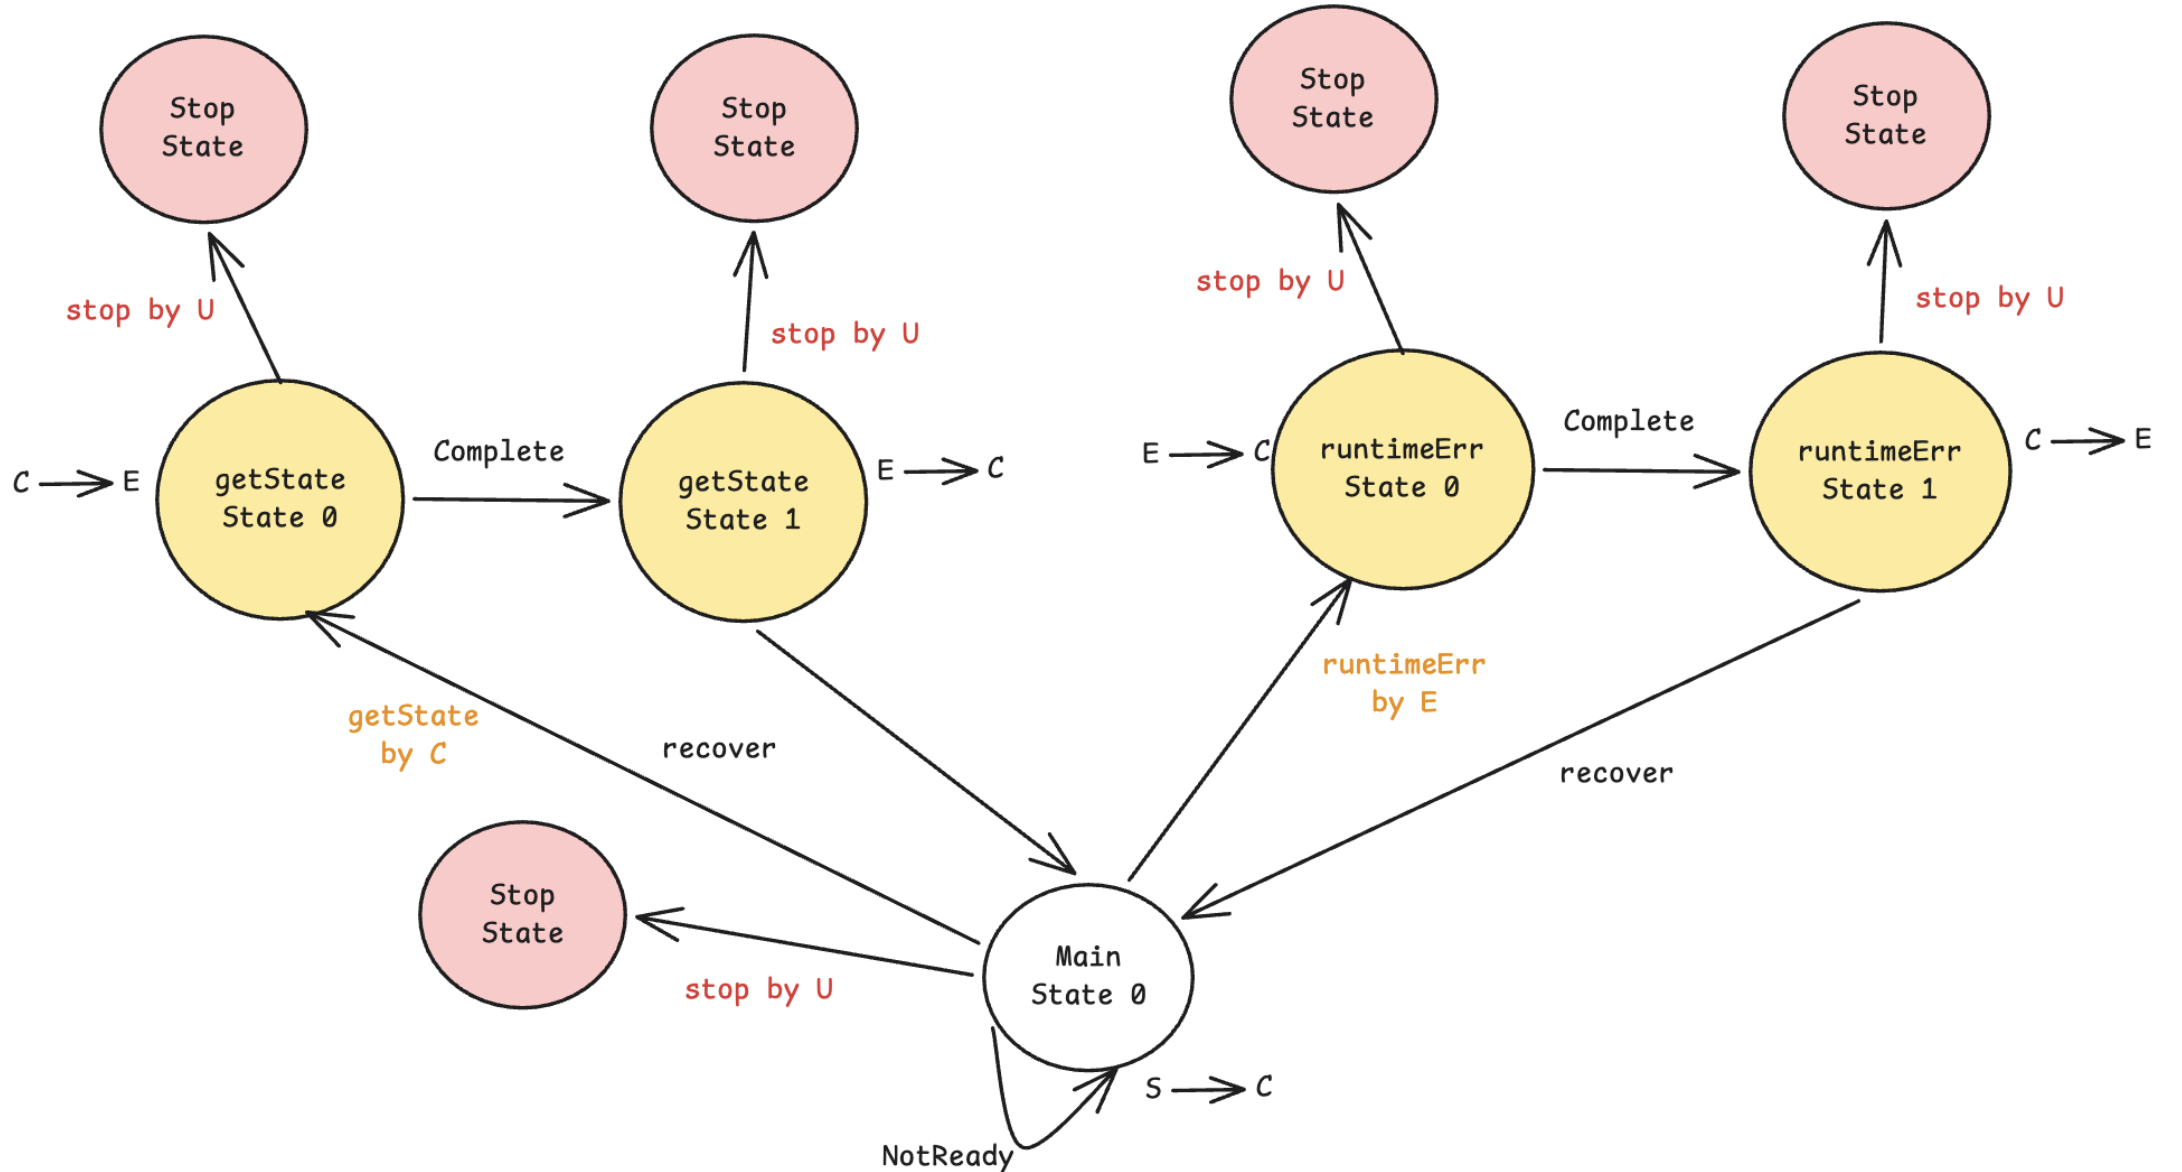 Stop
State
Stop
State
Stop
State
Stop
State
stop by U
stop by U
stop by U
stop by U
C
E
getState
State 0
Complete
getState
State 1
E
C
E
C
runtimeErr
State 0
Complete
runtimeErr
State 1
C
E
getState
by C
recover
runtimeErr
by E
recover
Stop
State
stop by U
Main
State 0
S
C
NotReady